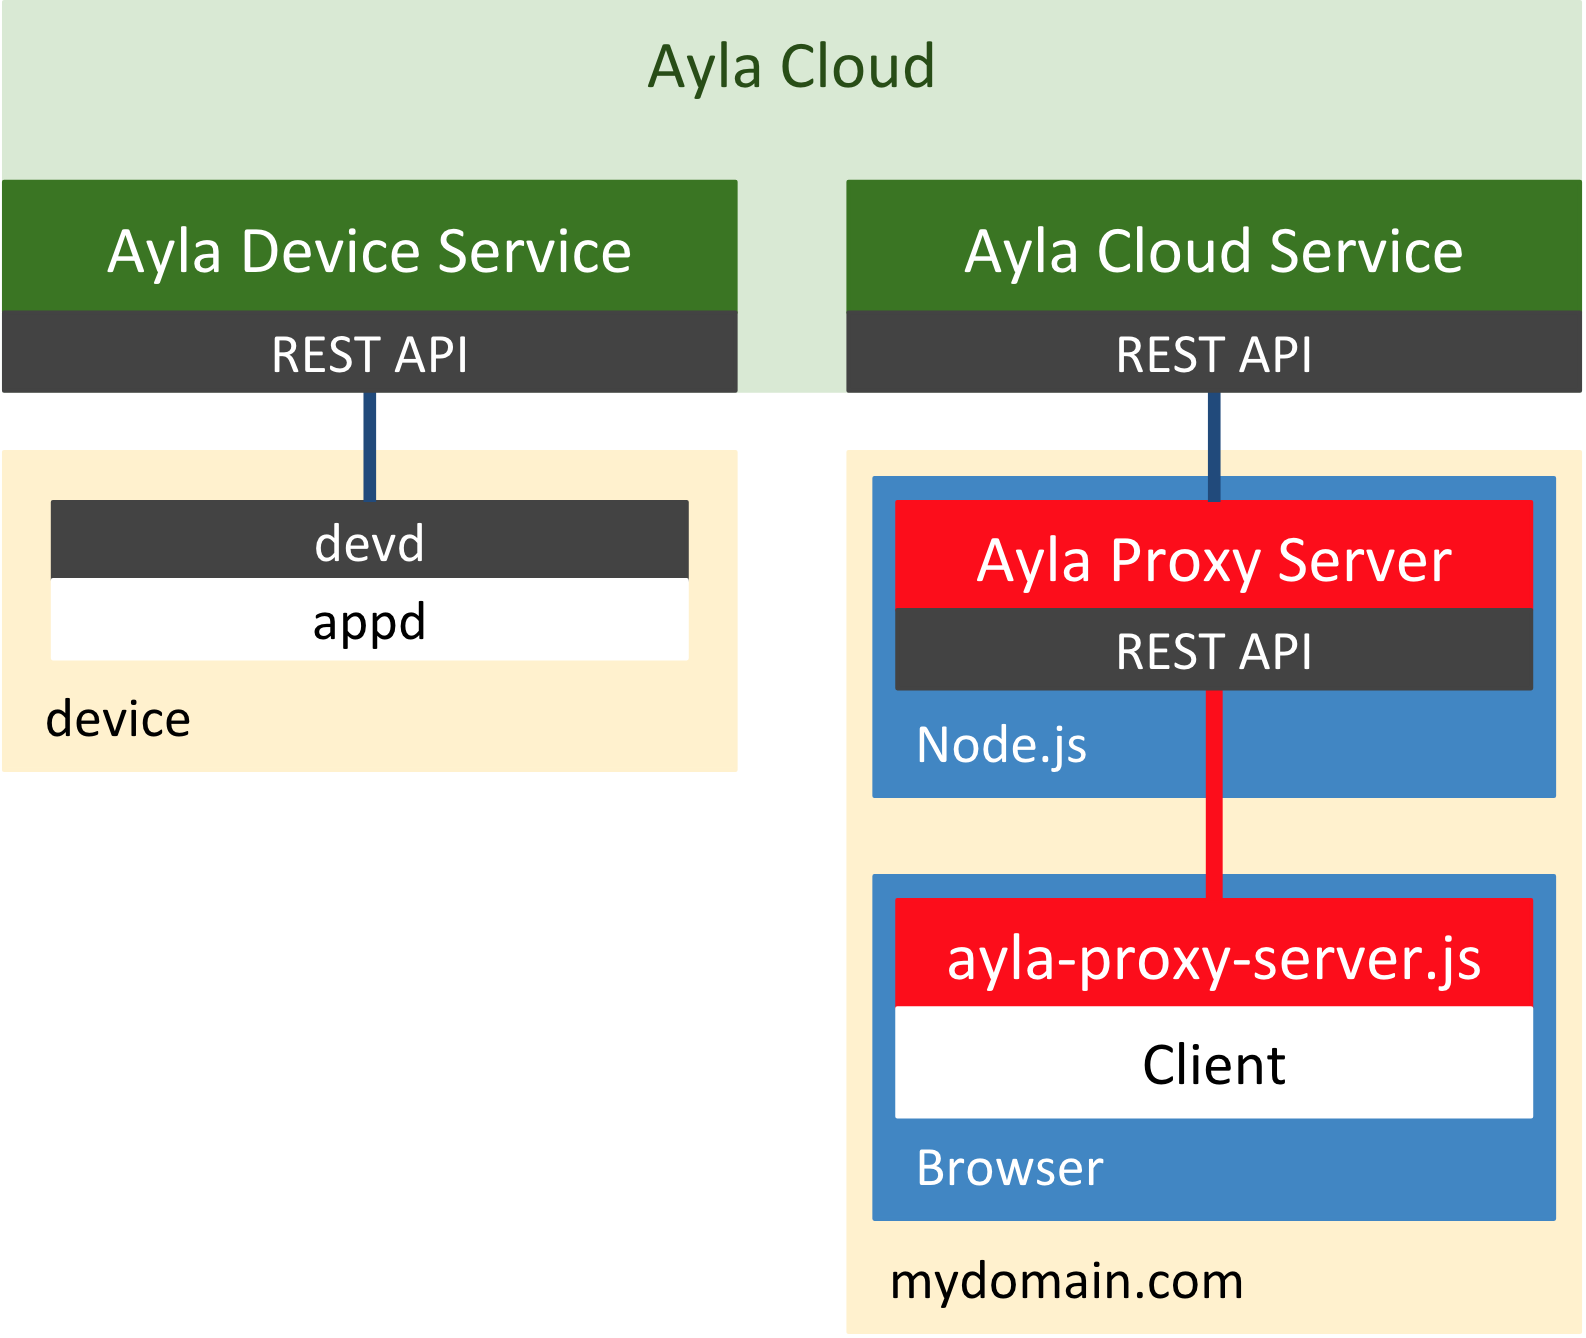 Ayla Cloud
Ayla Device Service
REST API
devd
appd
device
Ayla Cloud Service
REST API
Ayla Proxy Server
REST API
Node.js
ayla-proxy-server.js
Client
Browser
mydomain.com